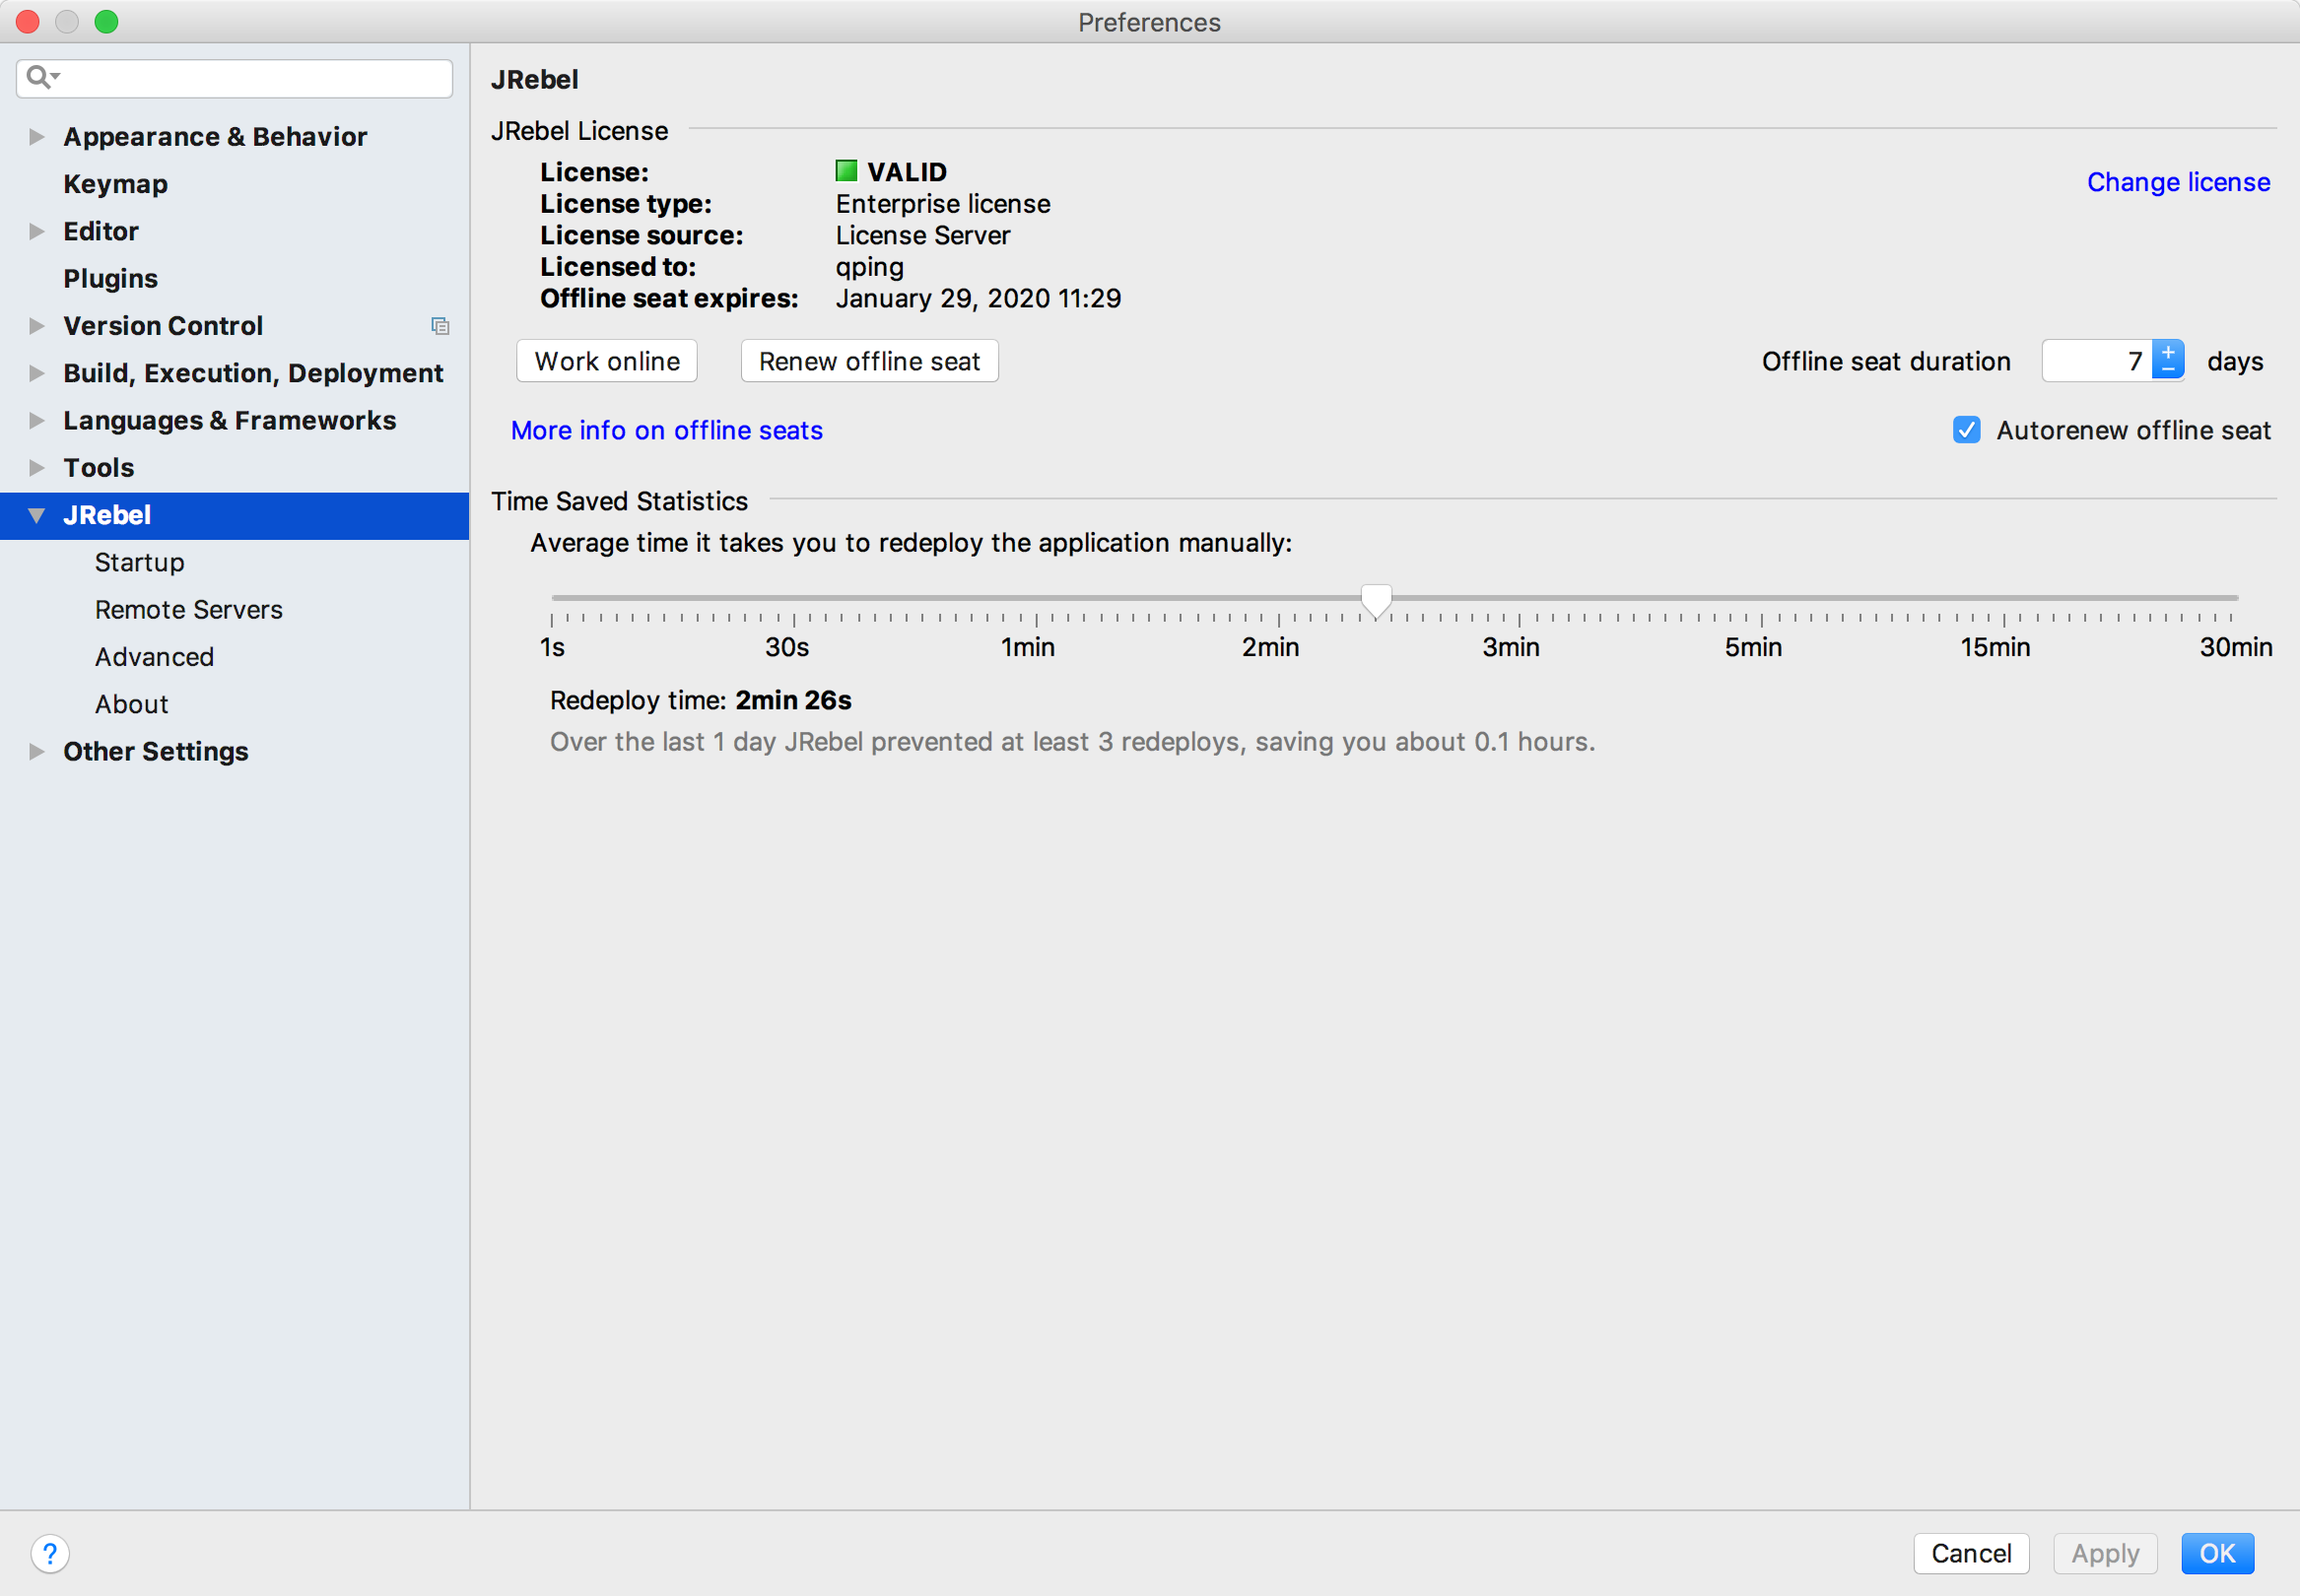 Preferences
Appearance & Behavior
Keymap
Editor
Plugins
Version Control
Build, Execution, Deployment
Languages & Frameworks
Tools
JRebel
Startup
Remote Servers
Advanced
About
Other Settings
JRebel
JRebel License
License: VALID
Change license
License type: Enterprise license
License source: License Server
Licensed to: qping
Offline seat expires: January 29, 2020 11:29
Work online Renew offline seat Offline seat duration 7 days
More info on offline seats Autorenew offline seat
Time Saved Statistics
Average time it takes you to redeploy the application manually:
1s 30s 1min 2min 3min 5min 15min 30min
Redeploy time: 2min 26s
Over the last 1 day JRebel prevented at least 3 redeploys, saving you about 0.1 hours.
? Cancel Apply OK